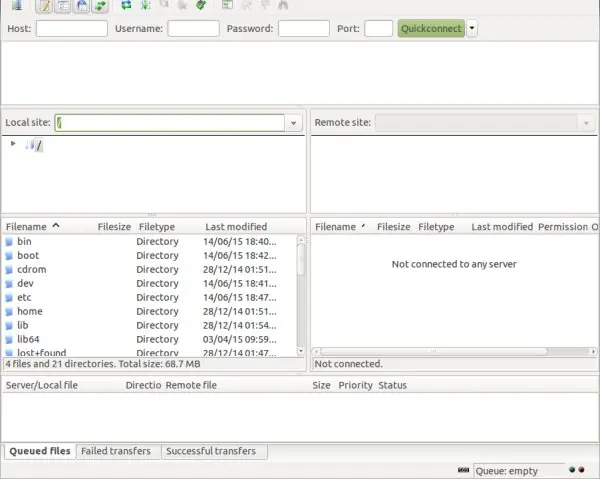 Host: Username: Password: Port: Quickconnect
Local site: /
Remote site:
/
Filename Filesize Filetype Last modified
bin Directory 14/06/15 18:40...
boot Directory 14/06/15 18:42...
cdrom Directory 28/12/14 01:51...
dev Directory 14/06/15 18:41...
etc Directory 14/06/15 18:47...
home Directory 28/12/14 01:51...
lib Directory 28/12/14 01:54...
lib64 Directory 03/04/15 09:59...
lost+found Directory 28/12/14 01:47...
4 files and 21 directories. Total size: 68.7 MB
Filename Filesize Filetype Last modified Permission O
Not connected to any server
Not connected.
Server/Local file Directio Remote file Size Priority Status
Queued files Failed transfers Successful transfers
Queue: empty